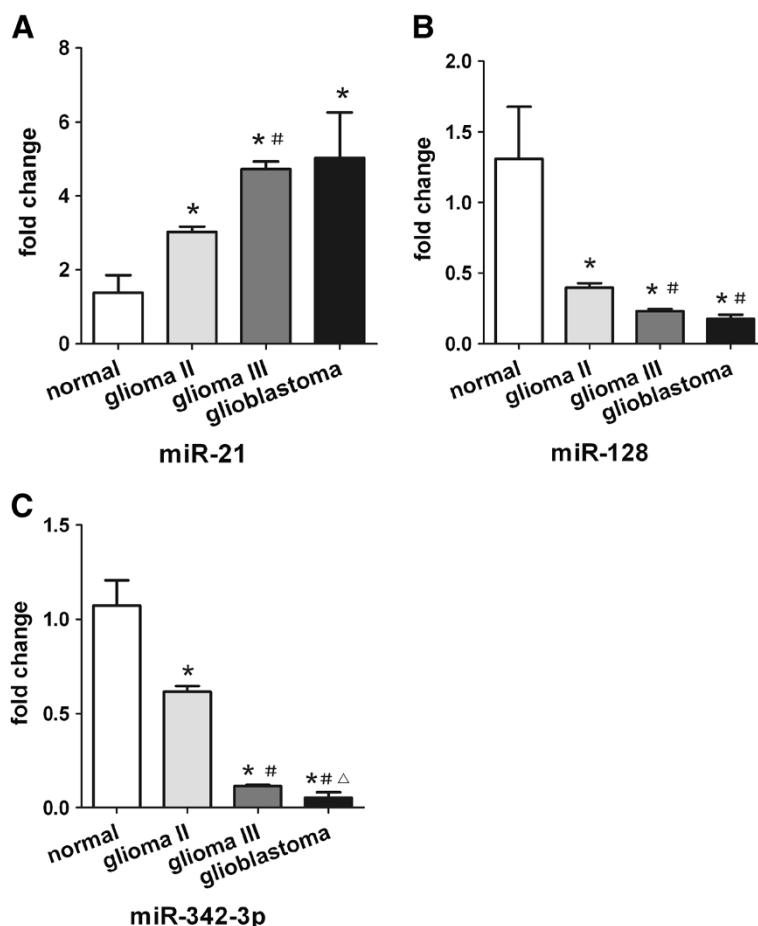 A
fold change
8
6
4
2
0
*
* #
*
normal
glioma II
glioma III
glioblastoma
miR-21
B
fold change
2.0
1.5
1.0
0.5
0.0
*
* #
* #
normal
glioma II
glioma III
glioblastoma
miR-128
C
fold change
1.5
1.0
0.5
0.0
*
* #
*# △
normal
glioma II
glioma III
glioblastoma
miR-342-3p